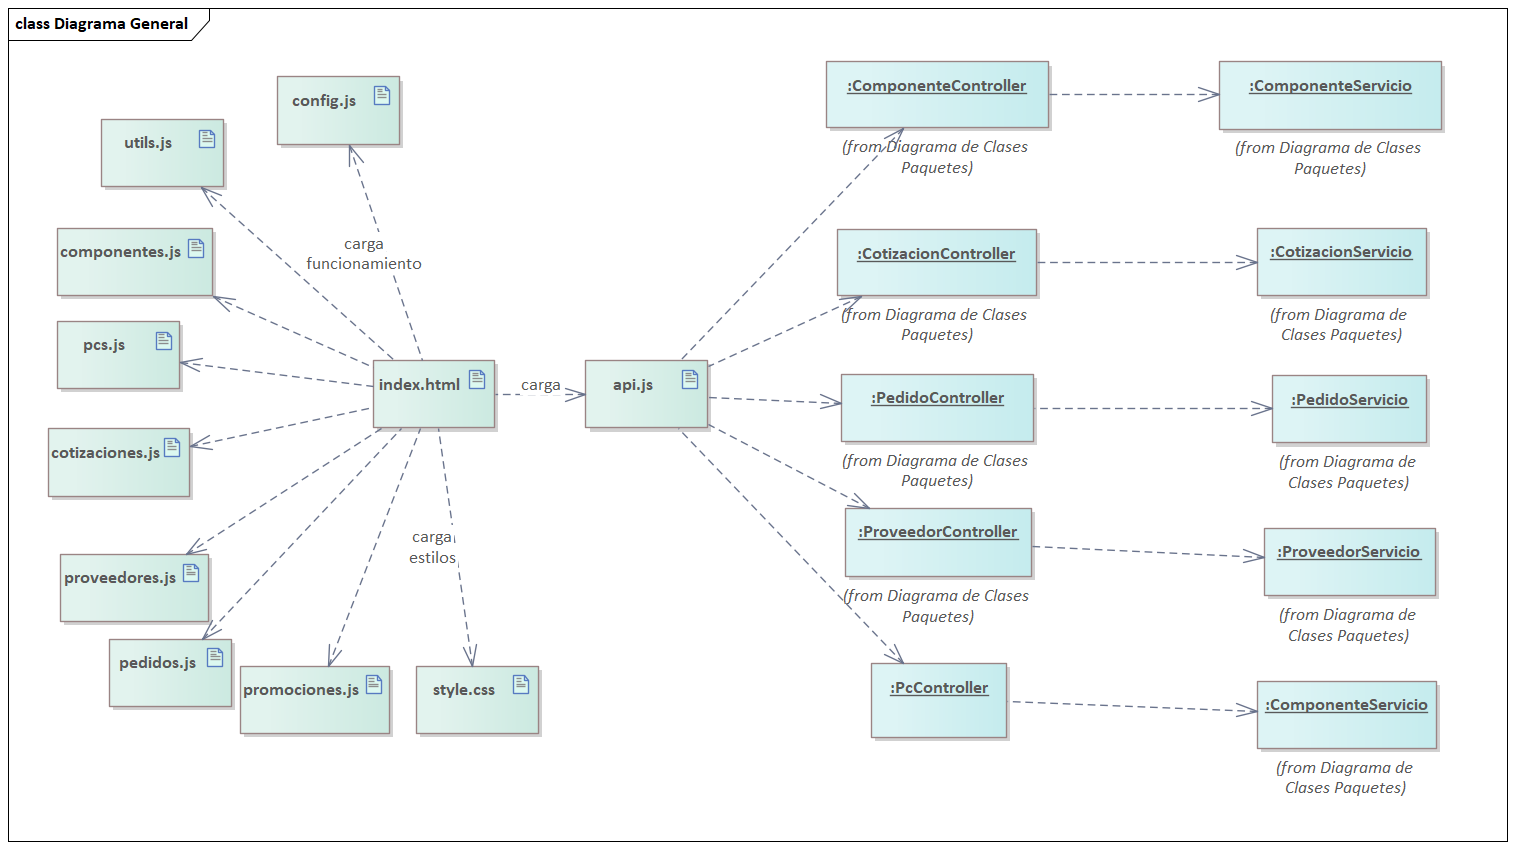 class Diagrama General
config.js
utils.js
componentes.js
pcs.js
cotizaciones.js
proveedores.js
pedidos.js
promociones.js
style.css
carga
funcionamiento
index.html
carga
estilos
carga
api.js
:ComponenteController
(from Diagrama de Clases
Paquetes)
:ComponenteServicio
(from Diagrama de Clases
Paquetes)
:CotizacionController
(from Diagrama de Clases
Paquetes)
:CotizacionServicio
(from Diagrama de
Clases Paquetes)
:PedidoController
(from Diagrama de Clases
Paquetes)
:PedidoServicio
(from Diagrama de
Clases Paquetes)
:ProveedorController
(from Diagrama de Clases
Paquetes)
:ProveedorServicio
(from Diagrama de
Clases Paquetes)
:PcController
:ComponenteServicio
(from Diagrama de
Clases Paquetes)